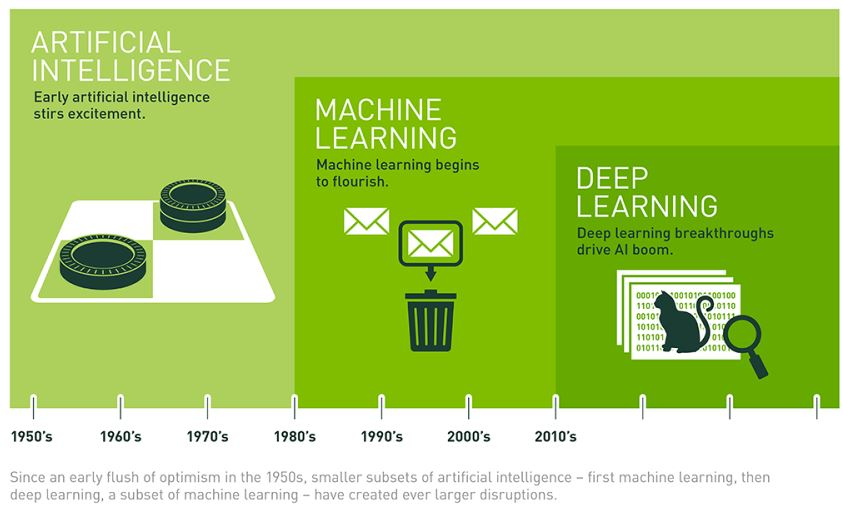 ARTIFICIAL
INTELLIGENCE
Early artificial intelligence
stirs excitement.
MACHINE
LEARNING
Machine learning begins
to flourish.
DEEP
LEARNING
Deep learning breakthroughs
drive AI boom.
1950's
1960's
1970's
1980's
1990's
2000's
2010's
Since an early flush of optimism in the 1950s, smaller subsets of artificial intelligence – first machine learning, then
deep learning, a subset of machine learning – have created ever larger disruptions.